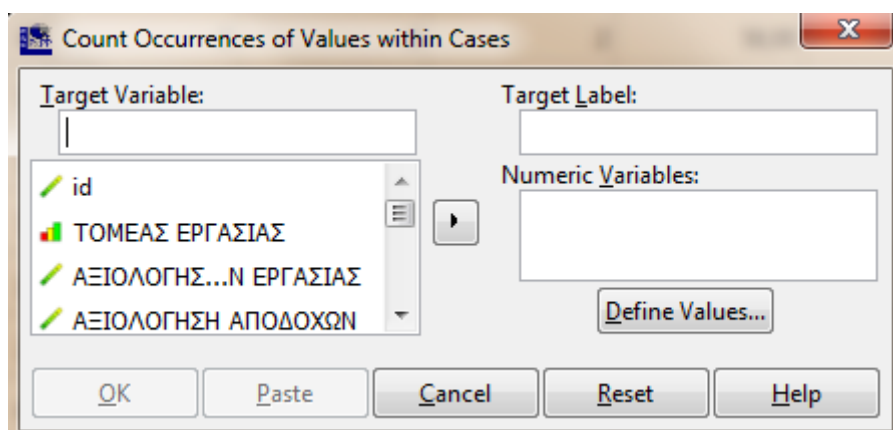 Count Occurrences of Values within Cases
Target Variable:
Target Label:
id
ΤΟΜΕΑΣ ΕΡΓΑΣΙΑΣ
ΑΞΙΟΛΟΓΗΣ...Ν ΕΡΓΑΣΙΑΣ
ΑΞΙΟΛΟΓΗΣΗ ΑΠΟΔΟΧΩΝ
Numeric Variables:
Define Values...
OK
Paste
Cancel
Reset
Help